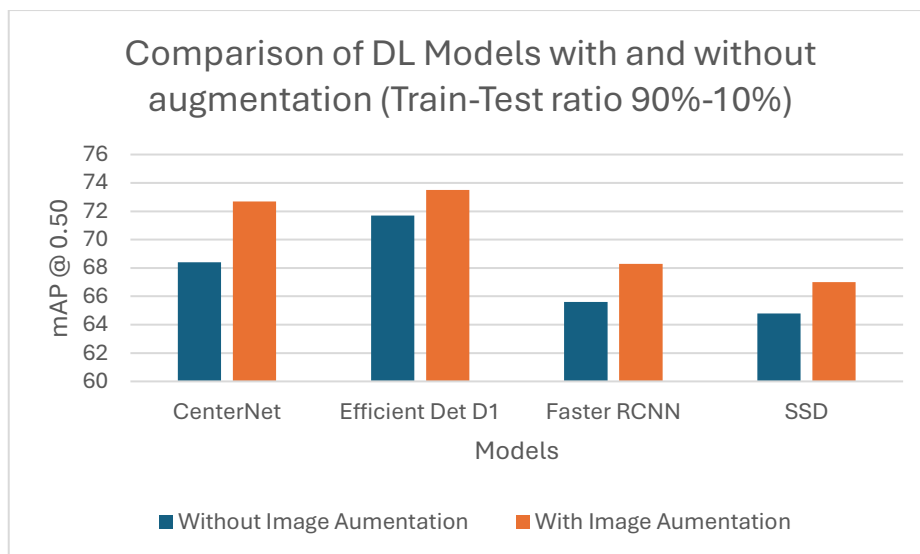 Comparison of DL Models with and without
augmentation (Train-Test ratio 90%-10%)
76
74
72
70
68
66
64
62
60
mAP @ 0.50
CenterNet
Efficient Det D1
Faster RCNN
SSD
Models
Without Image Aumentation
With Image Aumentation